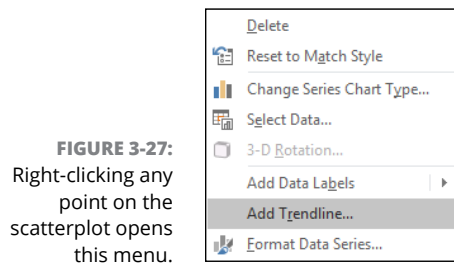 FIGURE 3-27:
Right-clicking any
point on the
scatterplot opens
this menu.
Delete
Reset to Match Style
Change Series Chart Type...
Select Data...
3-D Rotation...
Add Data Labels
Add Trendline...
Format Data Series...